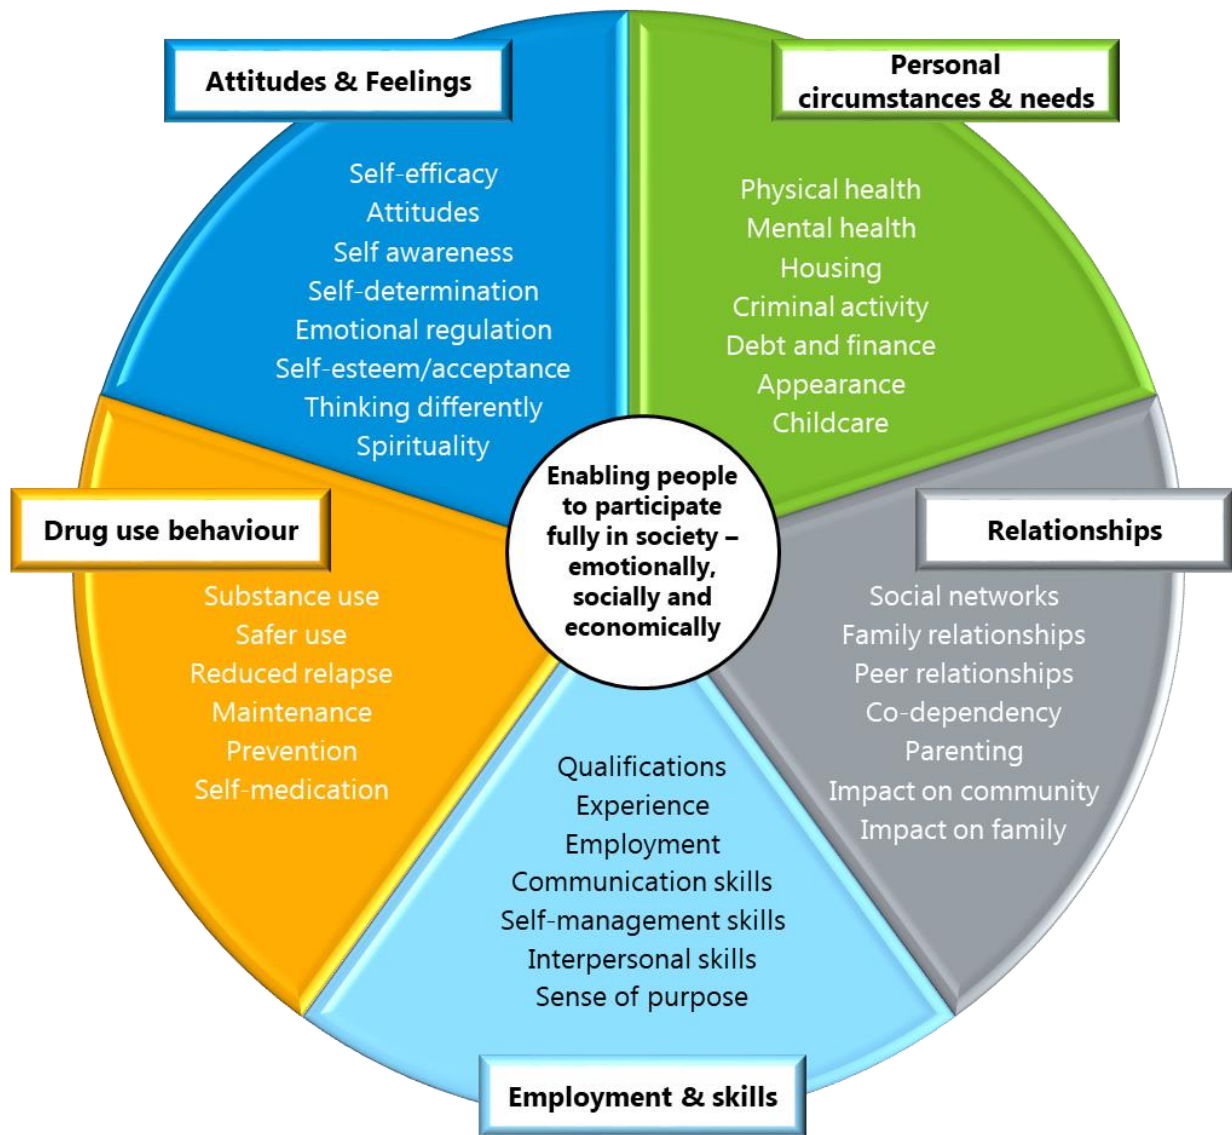 Attitudes & Feelings
Self-efficacy
Attitudes
Self awareness
Self-determination
Emotional regulation
Self-esteem/acceptance
Thinking differently
Spirituality
Personal
circumstances & needs
Physical health
Mental health
Housing
Criminal activity
Debt and finance
Appearance
Childcare
Enabling people
to participate
fully in society –
emotionally,
socially and
economically
Drug use behaviour
Substance use
Safer use
Reduced relapse
Maintenance
Prevention
Self-medication
Relationships
Social networks
Family relationships
Peer relationships
Co-dependency
Parenting
Impact on community
Impact on family
Qualifications
Experience
Employment
Communication skills
Self-management skills
Interpersonal skills
Sense of purpose
Employment & skills